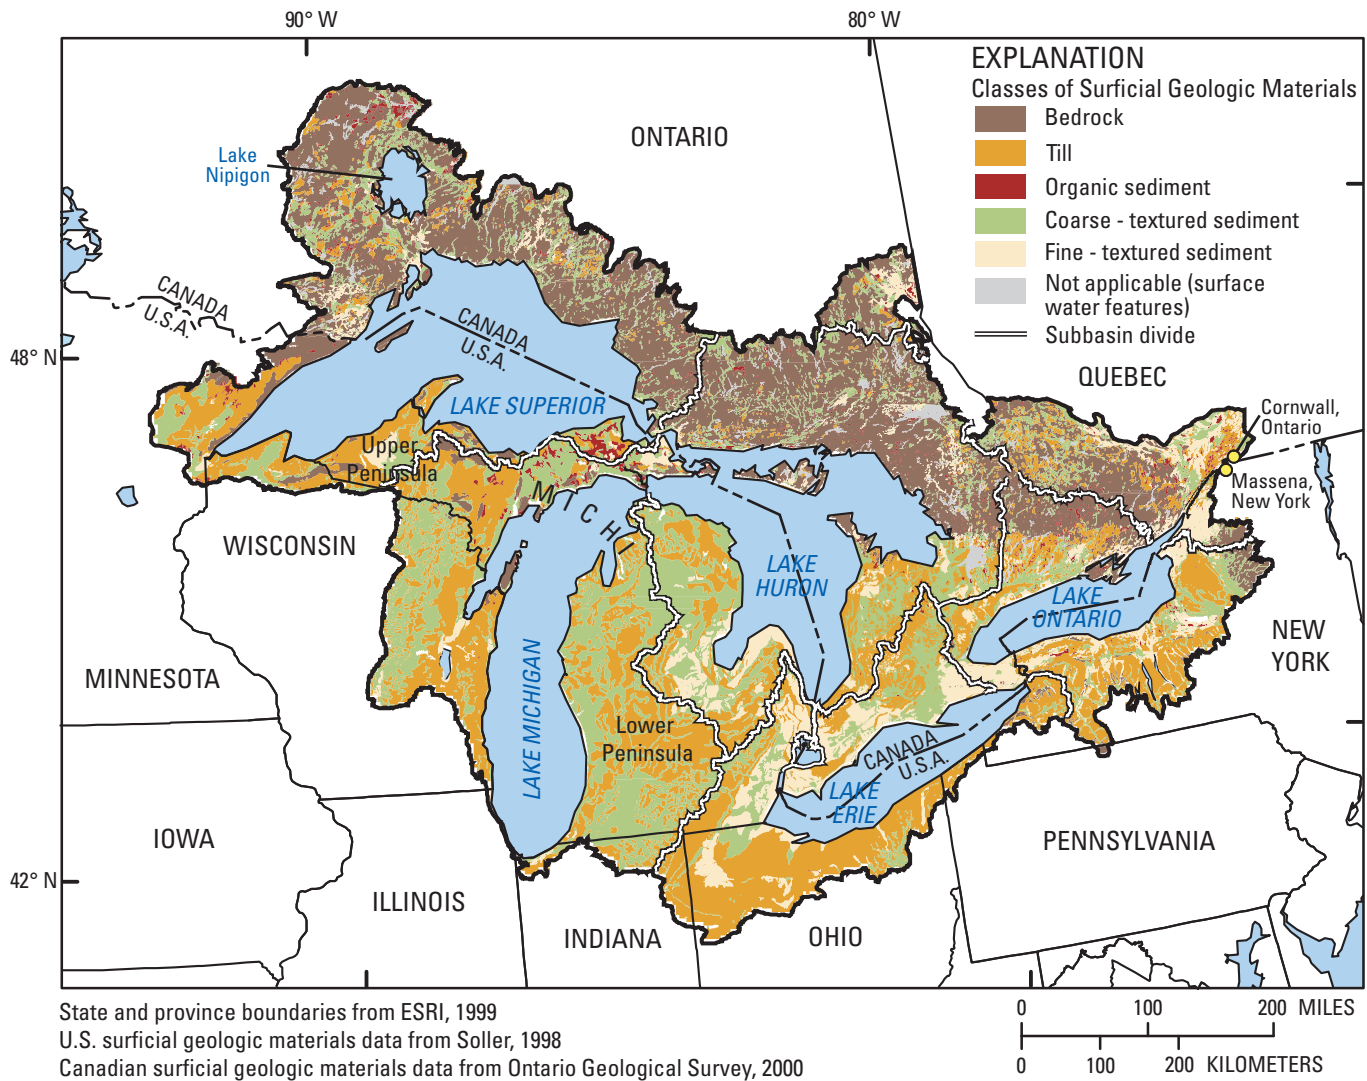 90° W
80° W
EXPLANATION
Classes of Surficial Geologic Materials
Bedrock
Till
Organic sediment
Coarse - textured sediment
Fine - textured sediment
Not applicable (surface
water features)
Subbasin divide
ONTARIO
Lake
Nipigon
CANADA
U.S.A.
CANADA
U.S.A.
48° N
QUEBEC
Cornwall,
Ontario
LAKE SUPERIOR
Upper
Peninsula
Massena,
New York
MICHI
WISCONSIN
LAKE
HURON
LAKE
ONTARIO
NEW
YORK
MINNESOTA
LAKE MICHIGAN
Lower
Peninsula
CANADA
U.S.A.
LAKE
ERIE
IOWA
PENNSYLVANIA
42° N
ILLINOIS
INDIANA
OHIO
State and province boundaries from ESRI, 1999
U.S. surficial geologic materials data from Soller, 1998
Canadian surficial geologic materials data from Ontario Geological Survey, 2000
0 100 200 MILES
0 100 200 KILOMETERS